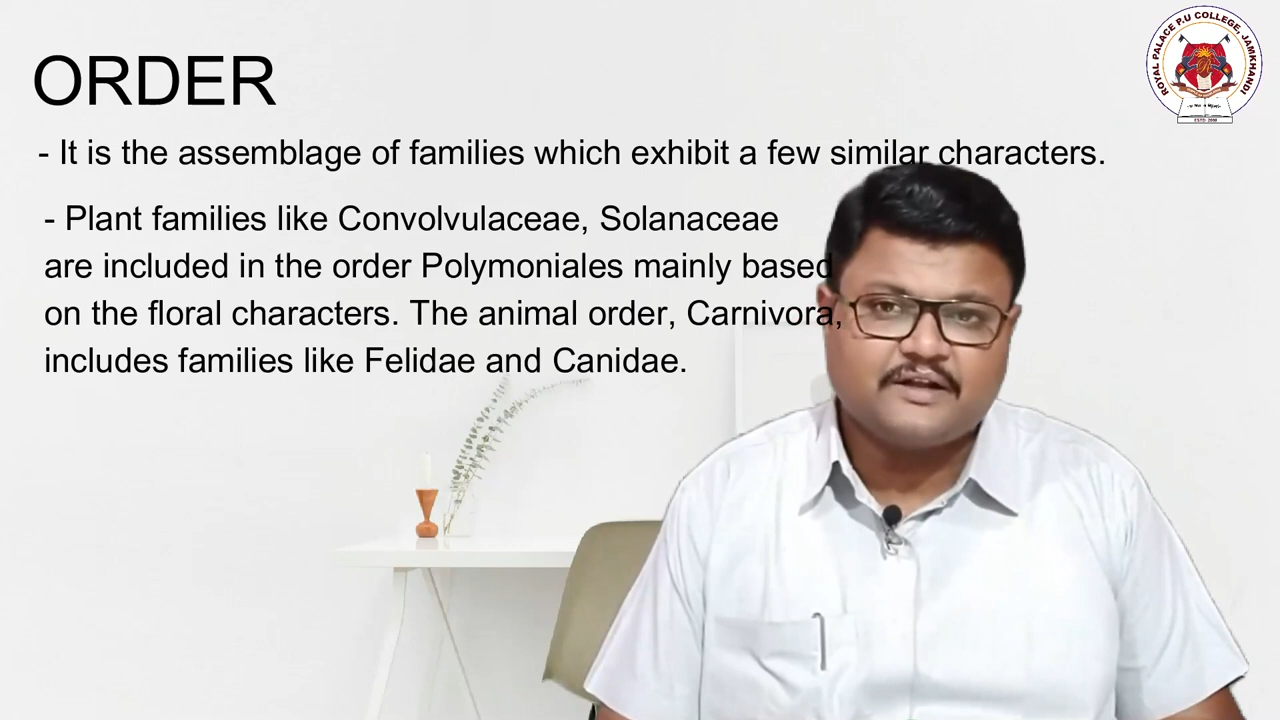 ORDER
- It is the assemblage of families which exhibit a few similar characters.
- Plant families like Convolvulaceae, Solanaceae
are included in the order Polymoniales mainly based
on the floral characters. The animal order, Carnivora,
includes families like Felidae and Canidae.
ROYAL PALACE P.U COLLEGE, JAMKHANDI